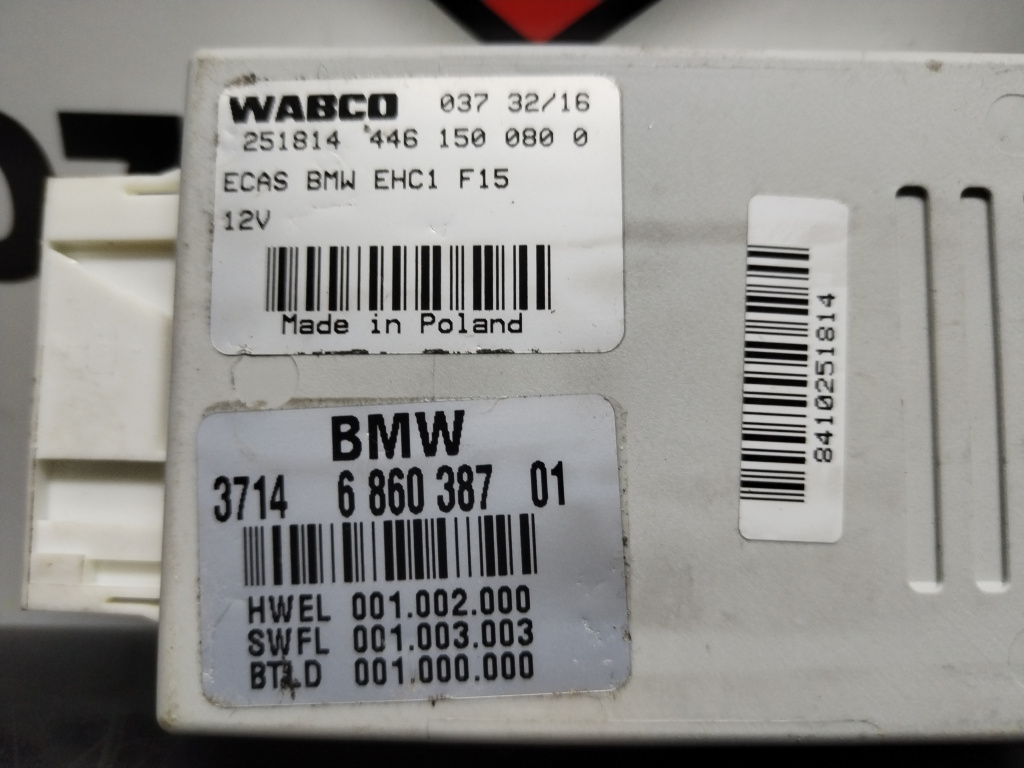 WABCO 037 32/16
251814 446 150 080 0
ECAS BMW EHC1 F15
12V
Made in Poland
BMW
3714 6 860 387 01
HWEL 001.002.000
SWFL 001.003.003
BTLD 001.000.000
8410251814